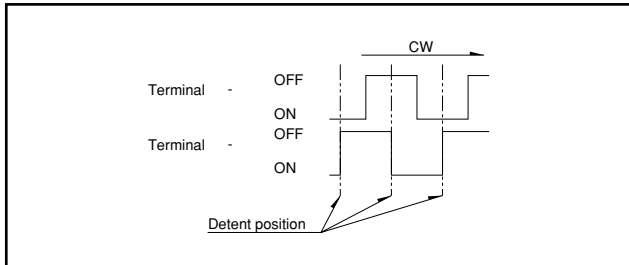 CW
OFF
Terminal -
ON
OFF
Terminal -
ON
Detent position